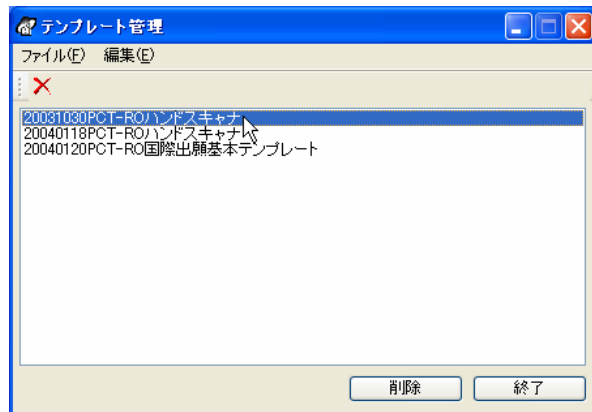 テンプレート管理
ファイル(F) 編集(E)
20031030PCT-ROハンドスキャナ
20040118PCT-ROハンドスキャナ
20040120PCT-RO国際出願基本テンプレート
削除 終了